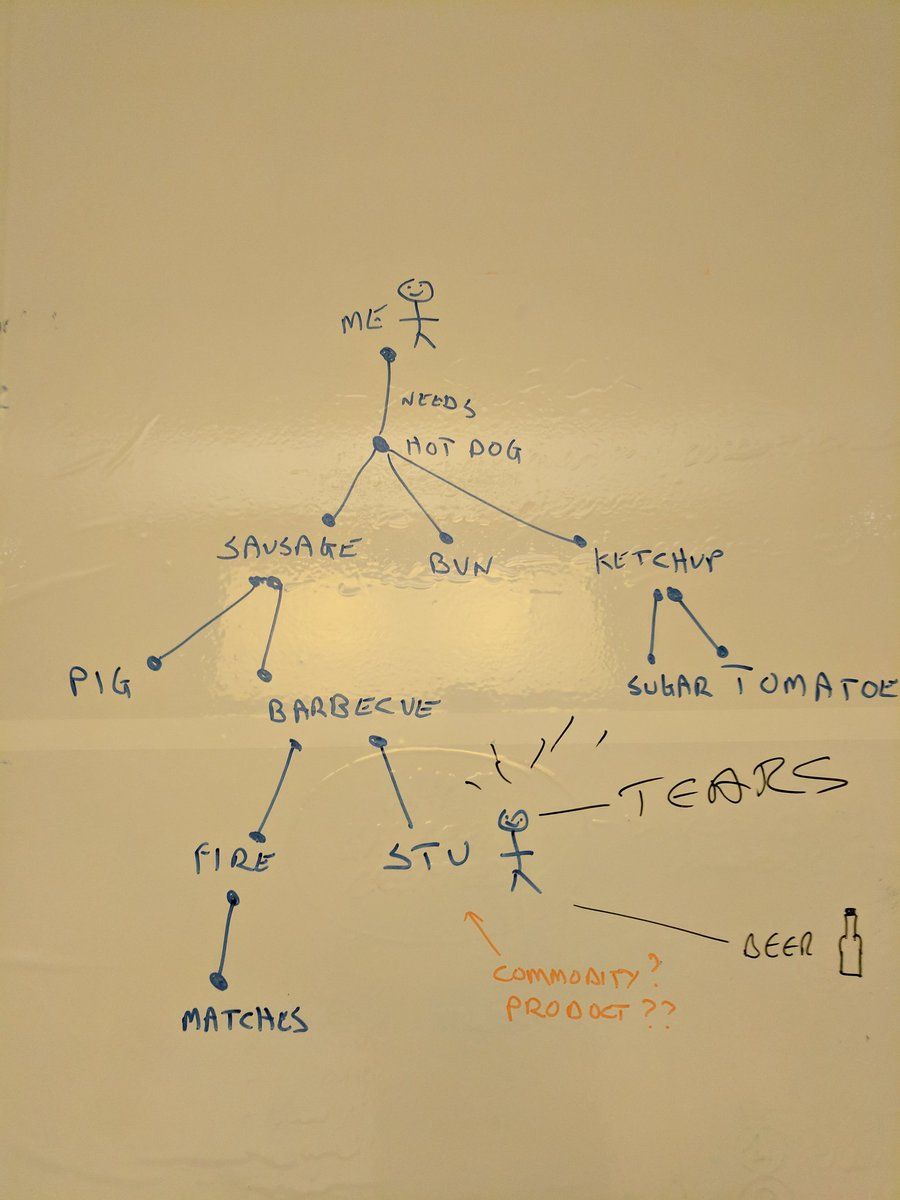 ME
NEEDS
HOT DOG
SAUSAGE
BUN
KETCHUP
PIG
BARBECUE
SUGAR
TOMATOE
TEARS
FIRE
STU
BEER
COMMODITY?
PRODUCT??
MATCHES